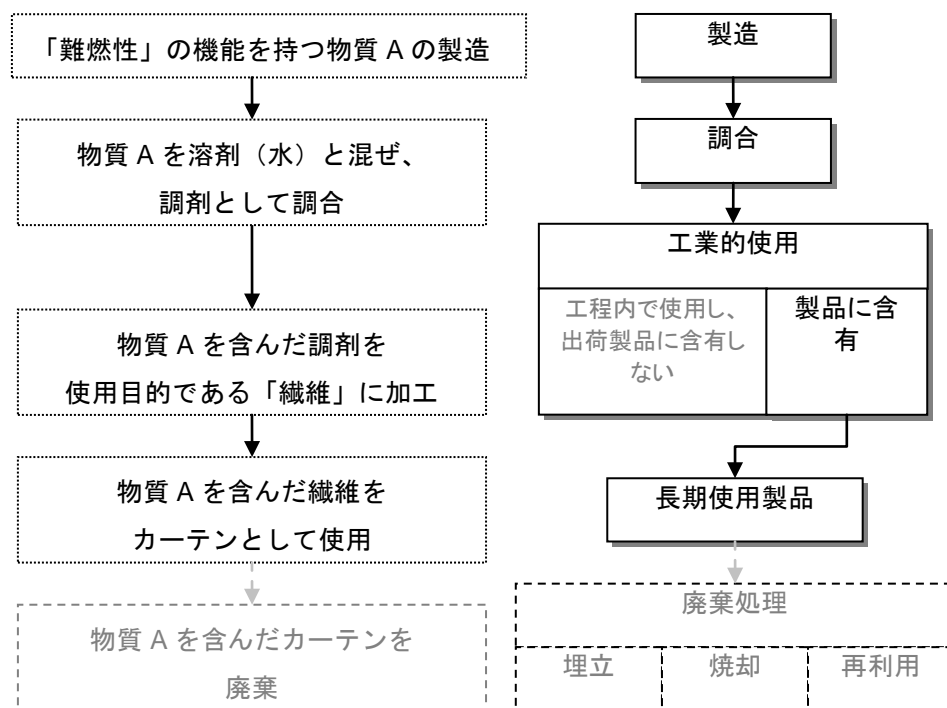 「難燃性」の機能を持つ物質 A の製造
物質 A を溶剤（水）と混ぜ、
調剤として調合
物質 A を含んだ調剤を
使用目的である「繊維」に加工
物質 A を含んだ繊維を
カーテンとして使用
物質 A を含んだカーテンを
廃棄
製造
調合
工業的使用
工程内で使用し、
出荷製品に含有し
ない
製品に含
有
長期使用製品
廃棄処理
埋立
焼却
再利用